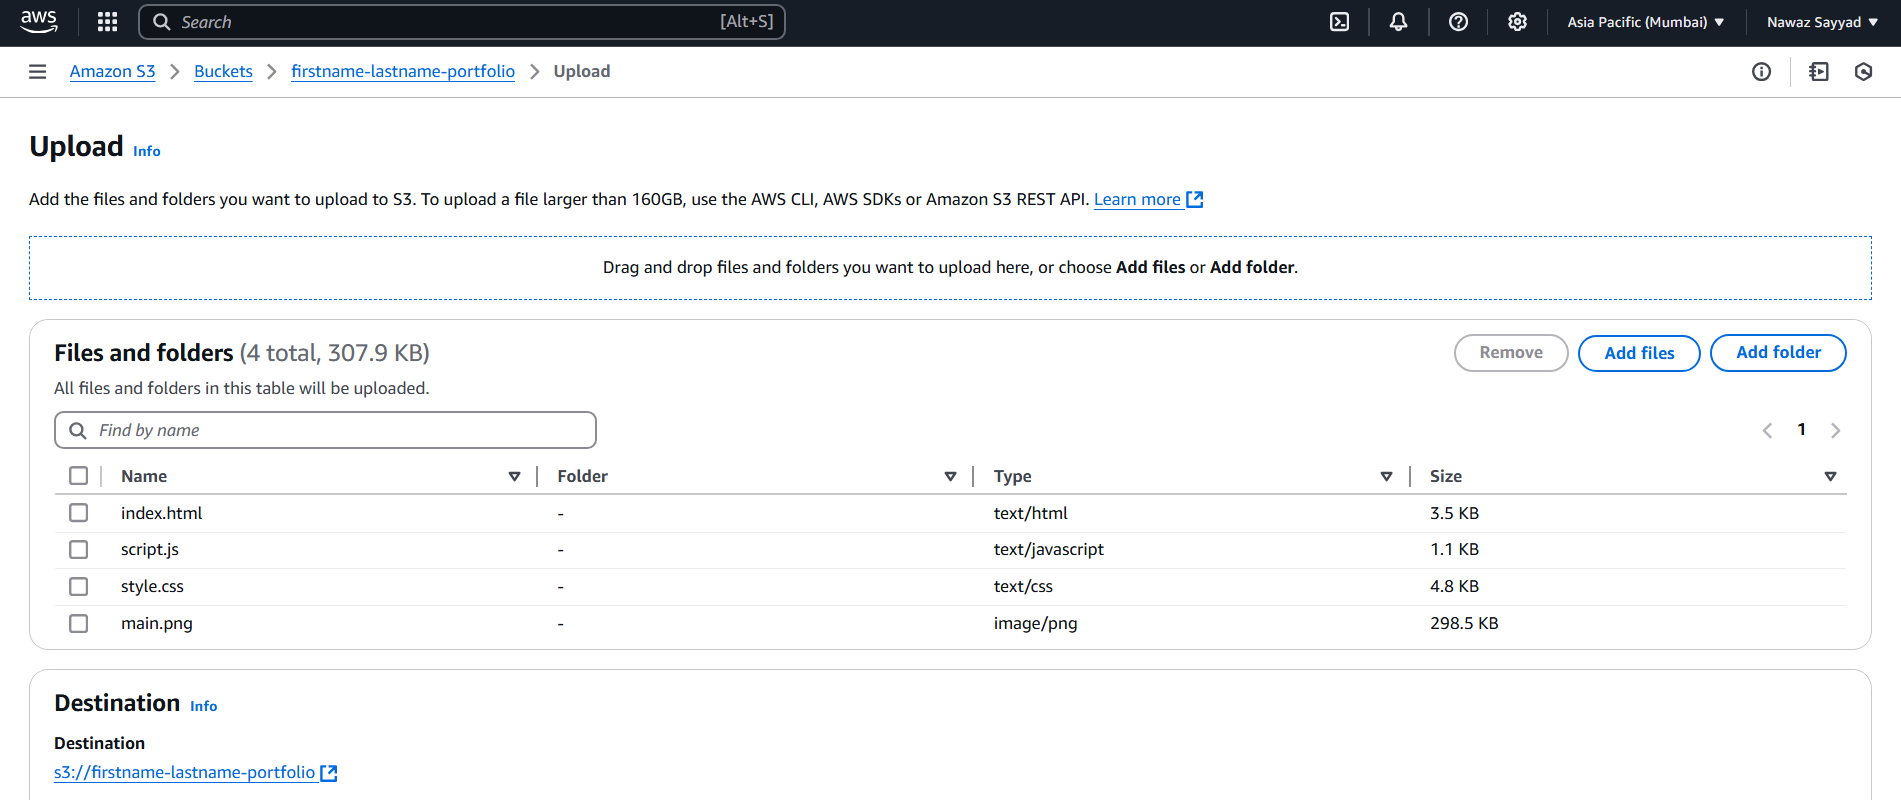 aws Search [Alt+S] Asia Pacific (Mumbai) Nawaz Sayyad
Amazon S3 Buckets firstname-lastname-portfolio Upload
Upload Info
Add the files and folders you want to upload to S3. To upload a file larger than 160GB, use the AWS CLI, AWS SDKs or Amazon S3 REST API. Learn more
Drag and drop files and folders you want to upload here, or choose Add files or Add folder.
Files and folders (4 total, 307.9 KB) Remove Add files Add folder
All files and folders in this table will be uploaded.
Find by name 1
Name Folder Type Size
index.html - text/html 3.5 KB
script.js - text/javascript 1.1 KB
style.css - text/css 4.8 KB
main.png - image/png 298.5 KB
Destination Info
Destination
s3://firstname-lastname-portfolio